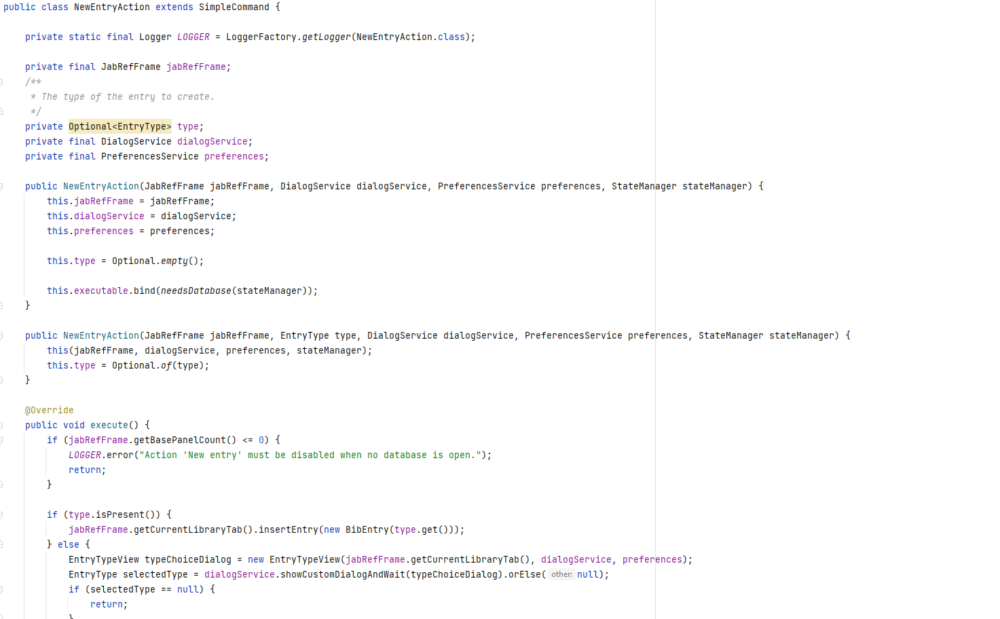 public class NewEntryAction extends SimpleCommand {
private static final Logger LOGGER = LoggerFactory.getLogger(NewEntryAction.class);
private final JabRefFrame jabRefFrame;
/**
* The type of the entry to create.
*/
private Optional<EntryType> type;
private final DialogService dialogService;
private final PreferencesService preferences;
public NewEntryAction(JabRefFrame jabRefFrame, DialogService dialogService, PreferencesService preferences, StateManager stateManager) {
this.jabRefFrame = jabRefFrame;
this.dialogService = dialogService;
this.preferences = preferences;
this.type = Optional.empty();
this.executable.bind(needsDatabase(stateManager));
}
public NewEntryAction(JabRefFrame jabRefFrame, EntryType type, DialogService dialogService, PreferencesService preferences, StateManager stateManager) {
this(jabRefFrame, dialogService, preferences, stateManager);
this.type = Optional.of(type);
}
@Override
public void execute() {
if (jabRefFrame.getBasePanelCount() <= 0) {
LOGGER.error("Action 'New entry' must be disabled when no database is open.");
return;
}
if (type.isPresent()) {
jabRefFrame.getCurrentLibraryTab().insertEntry(new BibEntry(type.get()));
} else {
EntryTypeView typeChoiceDialog = new EntryTypeView(jabRefFrame.getCurrentLibraryTab(), dialogService, preferences);
EntryType selectedType = dialogService.showCustomDialogAndWait(typeChoiceDialog).orElse( other: null);
if (selectedType == null) {
return;
}